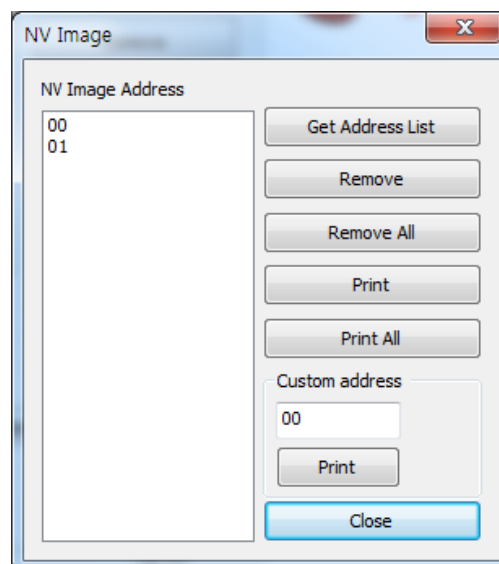 NV Image
NV Image Address
00
01
Get Address List
Remove
Remove All
Print
Print All
Custom address
00
Print
Close